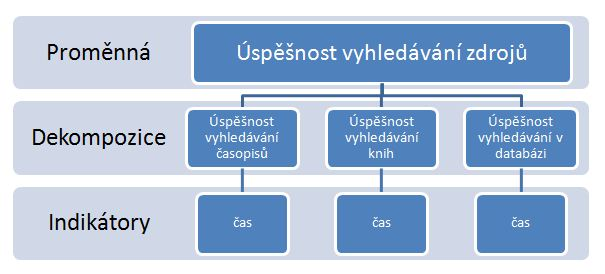 Proměnná
Úspěšnost vyhledávání zdrojů
Dekompozice
Úspěšnost
vyhledávání
časopisů
Úspěšnost
vyhledávání
knih
Úspěšnost
vyhledávání v
databázi
Indikátory
čas
čas
čas